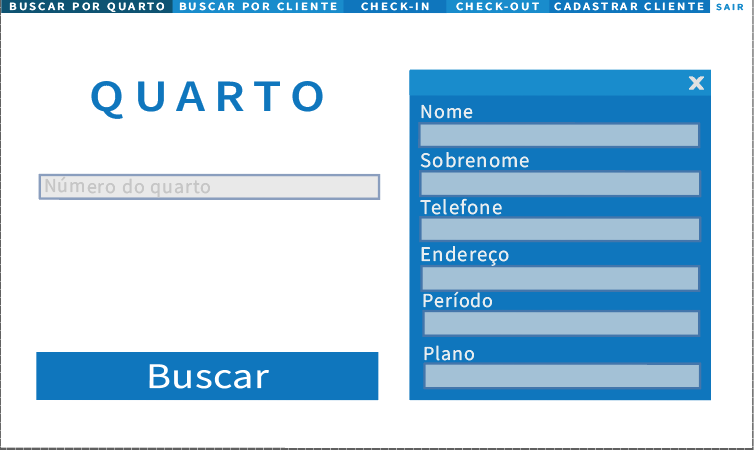 BUSCAR POR QUARTO BUSCAR POR CLIENTE CHECK-IN CHECK-OUT CADASTRAR CLIENTE SAIR
QUARTO
Número do quarto
Buscar
X
Nome
Sobrenome
Telefone
Endereço
Período
Plano